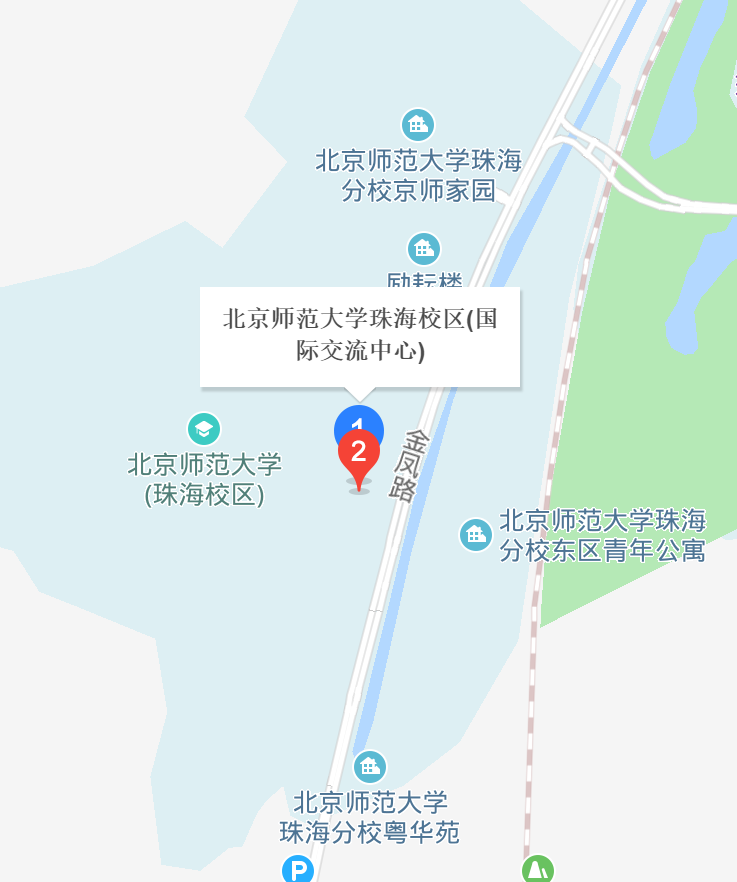 北京师范大学珠海
分校京师家园
励耘楼
北京师范大学珠海校区(国
际交流中心)
1
2
金凤路
北京师范大学
(珠海校区)
北京师范大学珠海
分校东区青年公寓
北京师范大学
珠海分校粤华苑
P